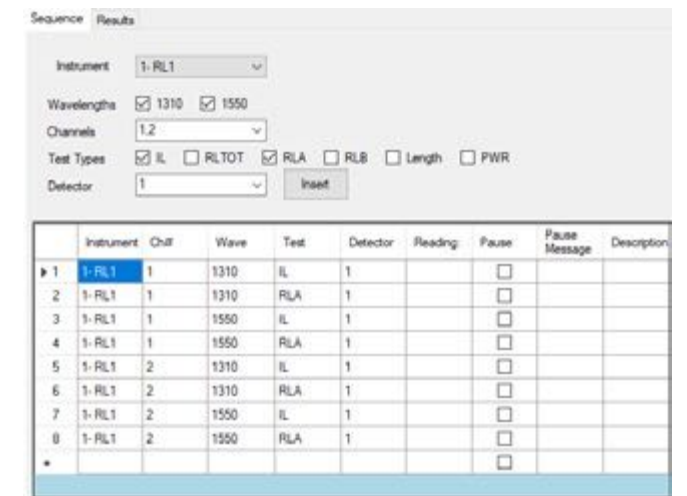 Sequence Results
Instrument 1- RL1
Wavelengths 1310 1550
Channels 1,2
Test Types IL RLTOT RLA RLB Length PWR
Detector 1 Insert
Instrument Ch# Wave Test Detector Reading Pause Pause Message Description
1 1- RL1 1 1310 IL 1
2 1- RL1 1 1310 RLA 1
3 1- RL1 1 1550 IL 1
4 1- RL1 1 1550 RLA 1
5 1- RL1 2 1310 IL 1
6 1- RL1 2 1310 RLA 1
7 1- RL1 2 1550 IL 1
8 1- RL1 2 1550 RLA 1